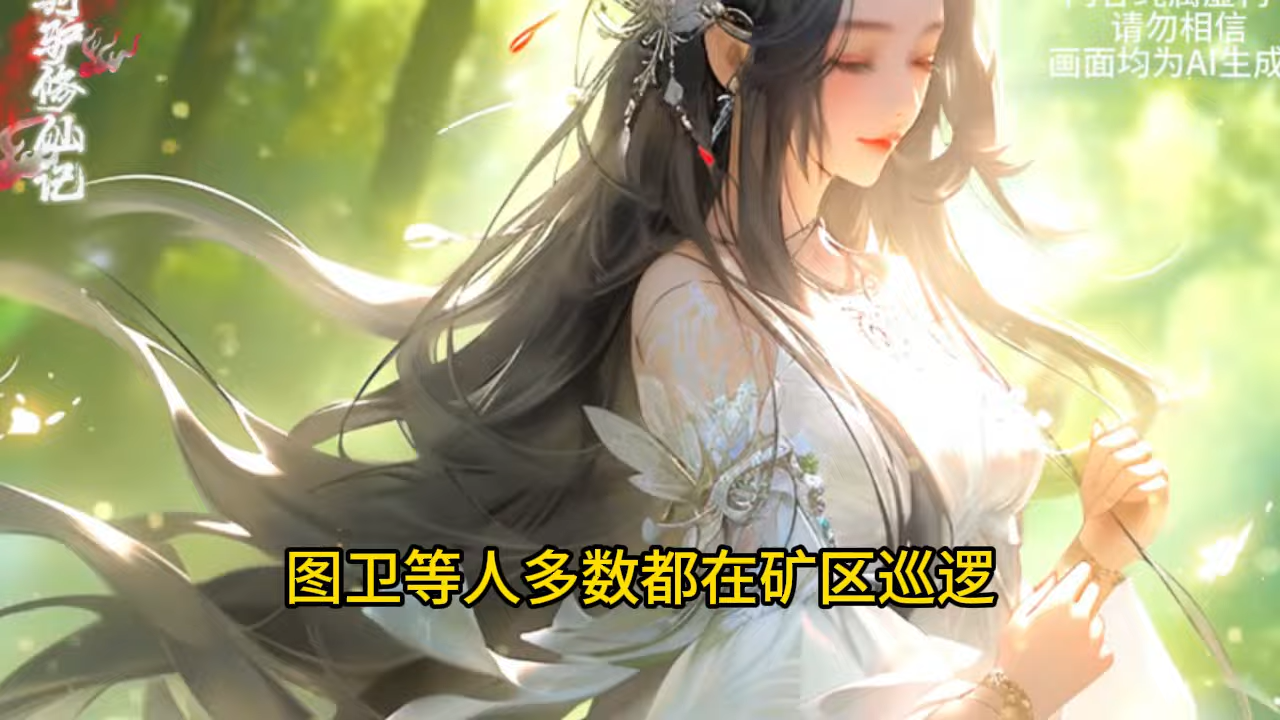 驴修仙记
请勿相信
画面均为AI生成
图卫等人多数都在矿区巡逻